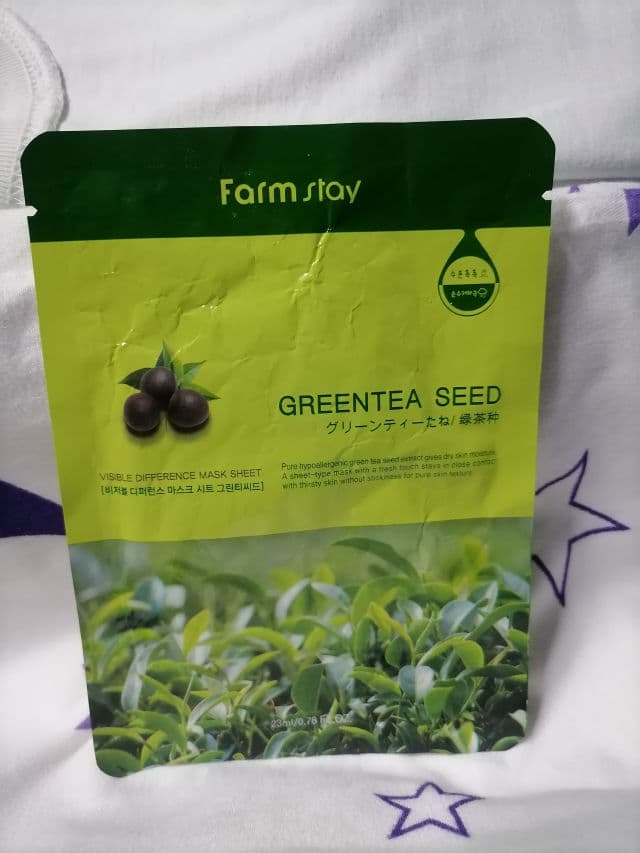 Farm stay
GREENTEA SEED
グリーンティーたね/ 绿茶种
VISIBLE DIFFERENCE MASK SHEET
[비저블 디퍼런스 마스크 시트 그린티씨드]
Pure hypoallergenic green tea seed extract gives dry skin moisture.
A sheet-type mask with a fresh touch stays in close contact
with thirsty skin without stickiness for pure skin texture.
23ml/0.78 FL.OZ.